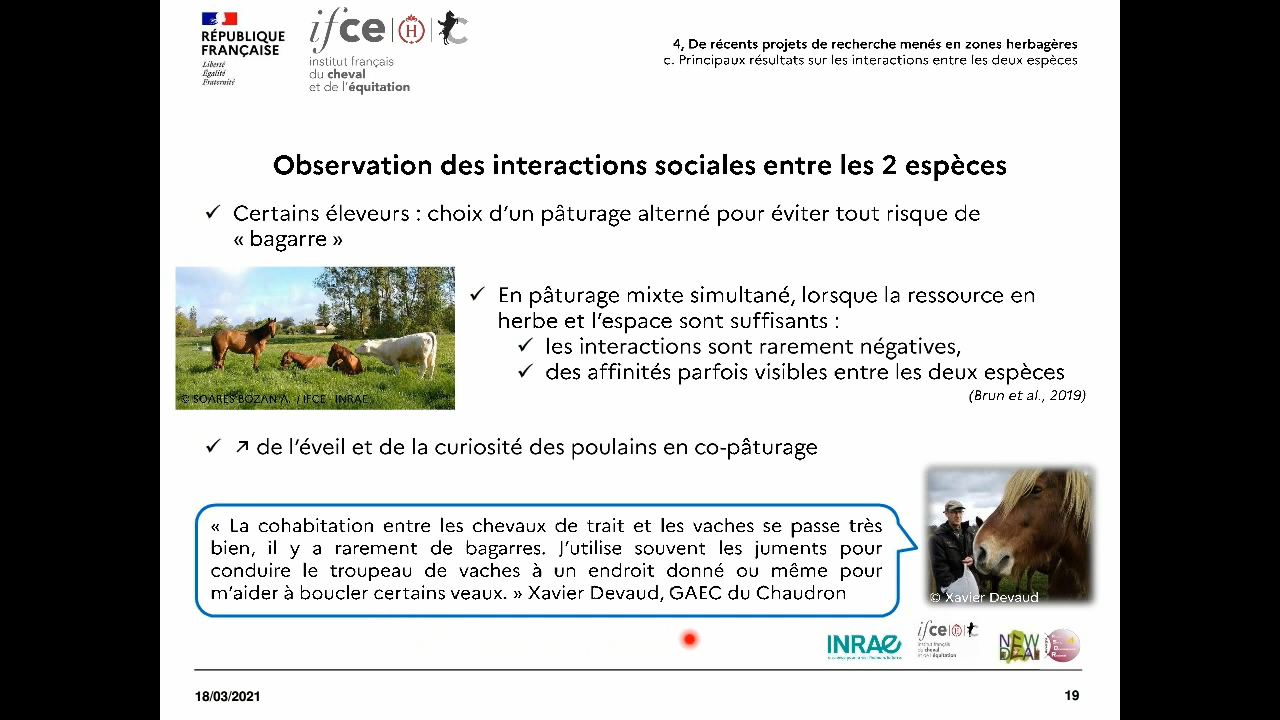 RÉPUBLIQUE
FRANÇAISE
Liberté
Égalité
Fraternité
ifce
institut français
du cheval
et de l'équitation
4, De récents projets de recherche menés en zones herbagères
c. Principaux résultats sur les interactions entre les deux espèces
Observation des interactions sociales entre les 2 espèces
✓ Certains éleveurs : choix d'un pâturage alterné pour éviter tout risque de
« bagarre »
© SOARES BOZAN A. / IFCE - INRAE
✓ En pâturage mixte simultané, lorsque la ressource en
herbe et l'espace sont suffisants :
✓ les interactions sont rarement négatives,
✓ des affinités parfois visibles entre les deux espèces
(Brun et al., 2019)
✓ ↗ de l'éveil et de la curiosité des poulains en co-pâturage
« La cohabitation entre les chevaux de trait et les vaches se passe très
bien, il y a rarement de bagarres. J'utilise souvent les juments pour
conduire le troupeau de vaches à un endroit donné ou même pour
m'aider à boucler certains veaux. » Xavier Devaud, GAEC du Chaudron
© Xavier Devaud
INRAE
ifce
institut français
du cheval
et de l'équitation
NEW
DEAL
18/03/2021
19